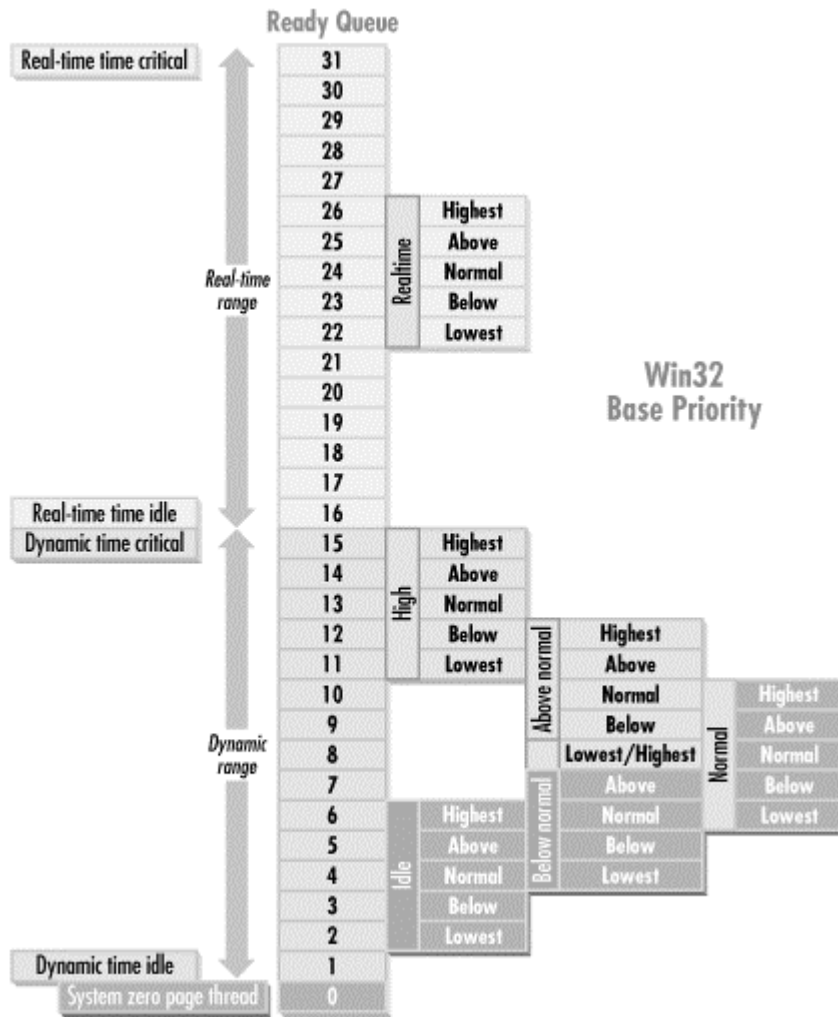 Ready Queue
Real-time time critical
31
30
29
28
27
26 Highest
25 Above
24 Normal
23 Below
22 Lowest
Realtime
Real-time
range
21
20
19
18
17
Win32
Base Priority
Real-time time idle
16
Dynamic time critical
15 Highest
14 Above
13 Normal
12 Below Highest
11 Lowest Above
High
10 Normal Highest
9 Below Above
8 Lowest/Highest Normal
7 Above Below
6 Highest Normal Lowest
5 Above Below
4 Normal Lowest
3 Below
2 Lowest
Above normal
Normal
Below normal
Idle
Dynamic
range
Dynamic time idle
1
System zero page thread
0